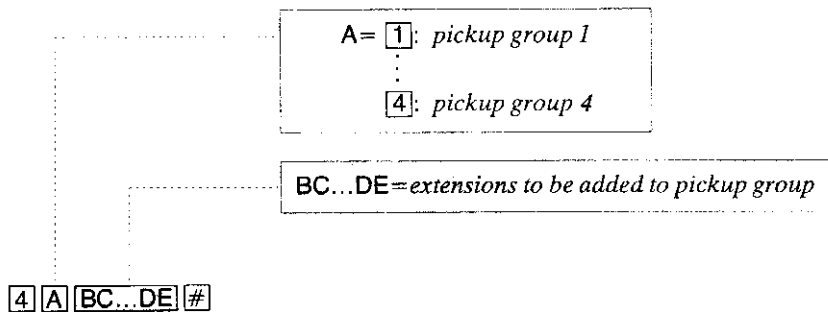 A= 1: pickup group 1
:
4: pickup group 4
BC...DE=extensions to be added to pickup group
4 A BC...DE #